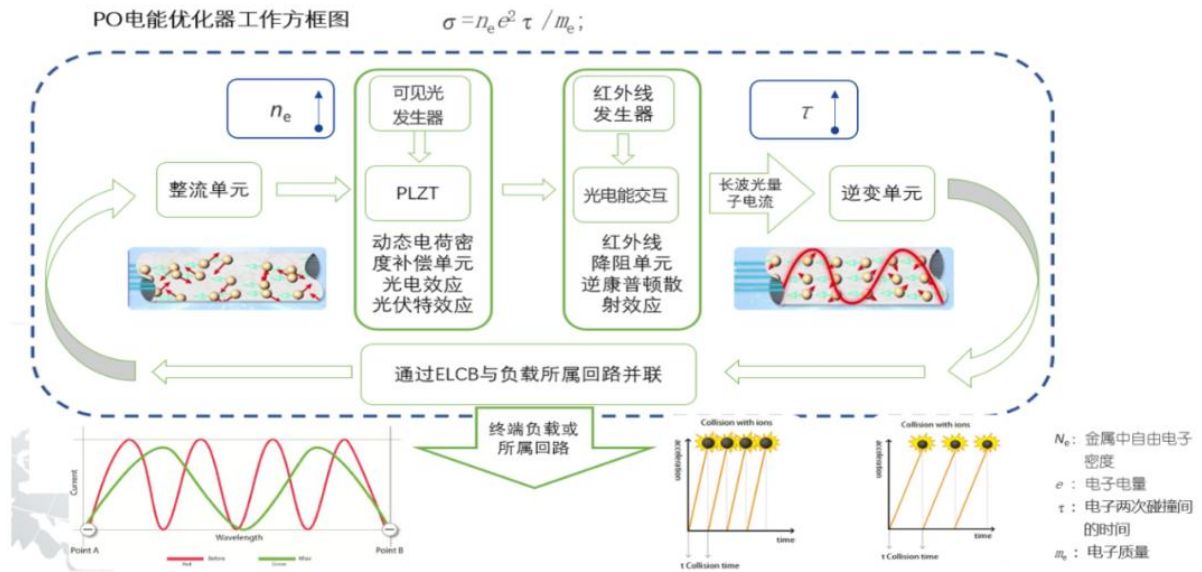 PO电能优化器工作方框图
σ=nₑe²τ/mₑ;
nₑ
可见光
发生器
红外线
发生器
τ
整流单元
PLZT
光电能交互
长波光量
子电流
逆变单元
动态电荷密
度补偿单元
光电效应
光伏特效应
红外线
降阻单元
逆康普顿散
射效应
通过ELCB与负载所属回路并联
终端负载或
所属回路
Current
Wavelength
Point A
Point B
Before
Red
After
Green
Collision with ions
acceleration
time
t Collision time
Collision with ions
acceleration
time
t Collision time
Nₑ：金属中自由电子
密度
e：电子电量
τ：电子两次碰撞间
的时间
mₑ：电子质量